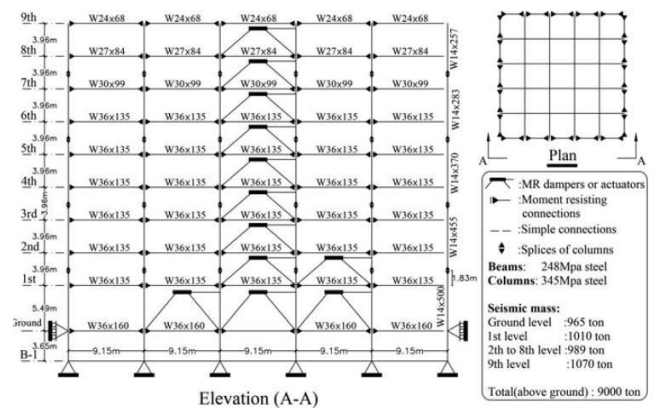 9th W24x68 W24x68 W24x68 W24x68 W24x68
3.96m
8th W27x84 W27x84 W27x84 W27x84 W27x84
W14x257
3.96m
7th W30x99 W30x99 W30x99 W30x99 W30x99
3.96m
W14x283
6th W36x135 W36x135 W36x135 W36x135 W36x135
3.96m
5th W36x135 W36x135 W36x135 W36x135 W36x135
3.96m
W14x370
4th W36x135 W36x135 W36x135 W36x135 W36x135
3.96m
3rd W36x135 W36x135 W36x135 W36x135 W36x135
3.96m
W14x455
2nd W36x135 W36x135 W36x135 W36x135 W36x135
3.96m
1.83m
1st W36x135 W36x135 W36x135 W36x135 W36x135
5.49m
W14x500
Ground W36x160 W36x160 W36x160 W36x160 W36x160
3.65m
9.15m 9.15m 9.15m 9.15m 9.15m
B-1
Elevation (A-A)
A A
Plan
:MR dampers or actuators
:Moment resisting
connections
:Simple connections
:Splices of columns
Beams: 248Mpa steel
Columns: 345Mpa steel
Seismic mass:
Ground level :965 ton
1st level :1010 ton
2th to 8th level :989 ton
9th level :1070 ton
Total(above ground) : 9000 ton